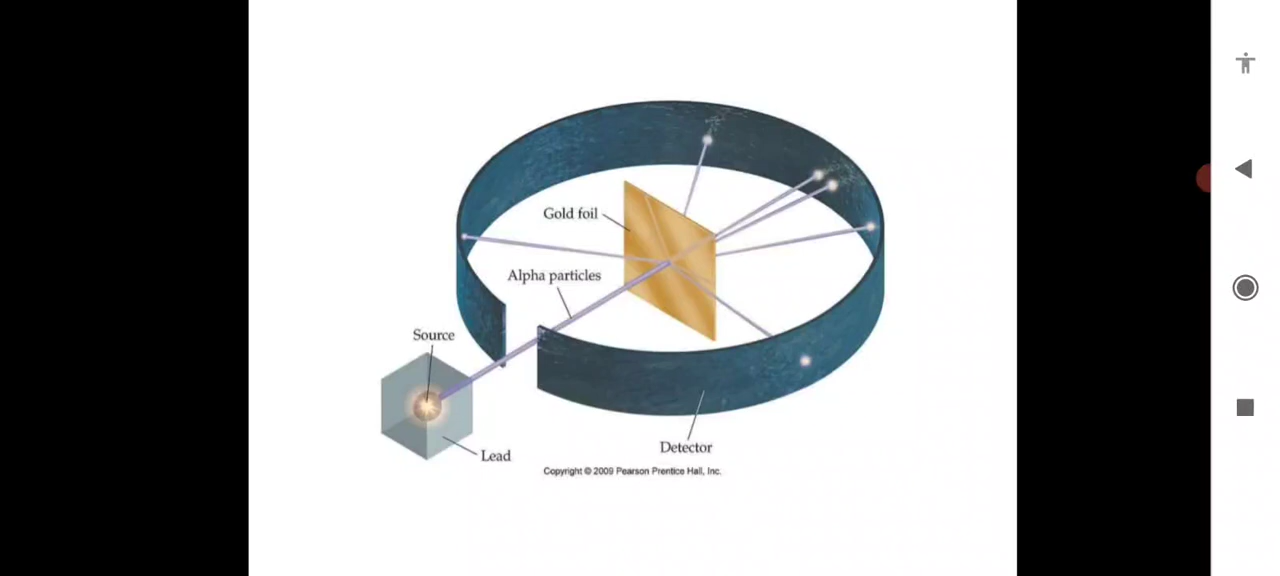 Gold foil
Alpha particles
Source
Detector
Lead
Copyright © 2009 Pearson Prentice Hall, Inc.